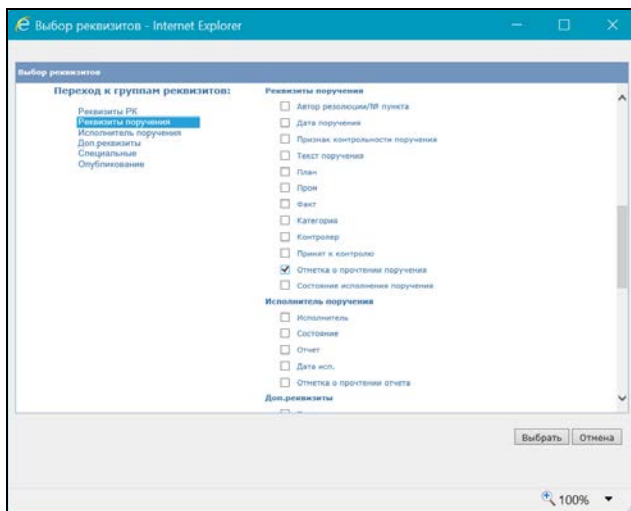 Выбор реквизитов - Internet Explorer
Выбор реквизитов
Переход к группам реквизитов:
Реквизиты РК
Реквизиты поручения
Исполнитель поручения
Доп.реквизиты
Специальные
Опубликование
Реквизиты поручения
Автор резолюции/№ пункта
Дата поручения
Признак контрольности поручения
Текст поручения
План
Пром
Факт
Категория
Контролер
Принят к контролю
Отметка о прочтении поручения
Состояние исполнения поручения
Исполнитель поручения
Исполнитель
Состояние
Отчет
Дата исп.
Отметка о прочтении отчета
Доп.реквизиты
Выбрать
Отмена
100%